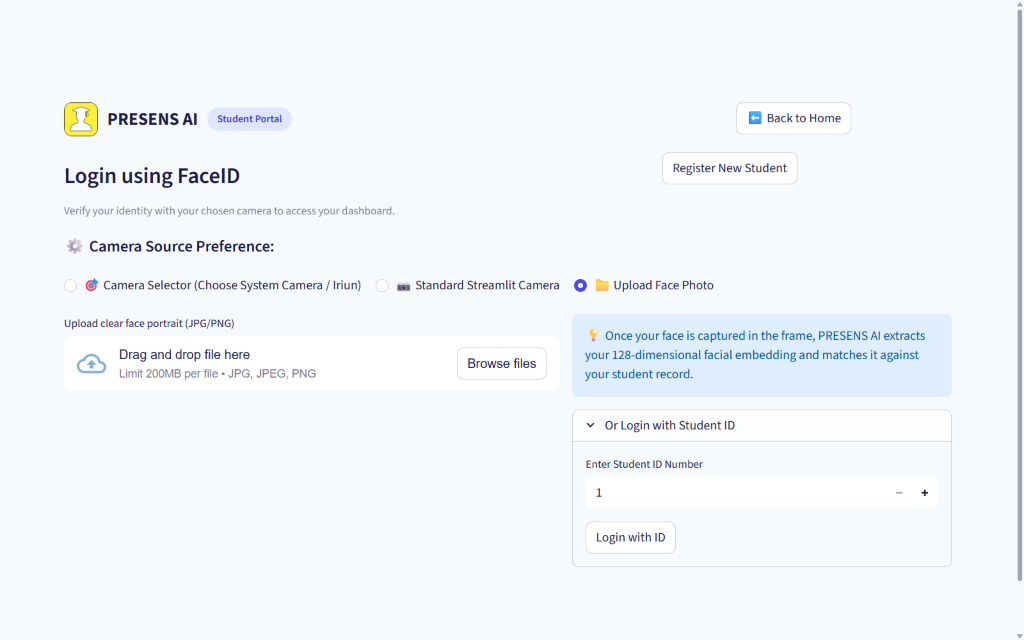 PRESENS AI
Student Portal
⬅️ Back to Home
Login using FaceID
Register New Student
Verify your identity with your chosen camera to access your dashboard.
⚙️ Camera Source Preference:
🎯 Camera Selector (Choose System Camera / Iriun)
📷 Standard Streamlit Camera
📁 Upload Face Photo
Upload clear face portrait (JPG/PNG)
Drag and drop file here
Limit 200MB per file • JPG, JPEG, PNG
Browse files
💡 Once your face is captured in the frame, PRESENS AI extracts
your 128-dimensional facial embedding and matches it against
your student record.
Or Login with Student ID
Enter Student ID Number
1
Login with ID